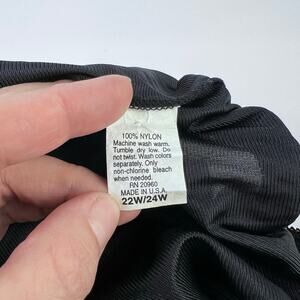 100% NYLON
Machine wash warm.
Tumble dry low. Do
not twist. Wash colors
separately. Only
non-chlorine bleach
when needed.
RN 20960
MADE IN U.S.A.
22W/24W